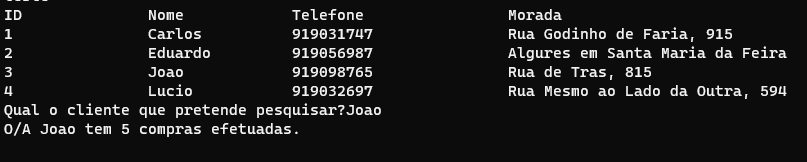 ID Nome Telefone Morada
1 Carlos 919031747 Rua Godinho de Faria, 915
2 Eduardo 919056987 Algures em Santa Maria da Feira
3 Joao 919098765 Rua de Tras, 815
4 Lucio 919032697 Rua Mesmo ao Lado da Outra, 594
Qual o cliente que pretende pesquisar?Joao
O/A Joao tem 5 compras efetuadas.